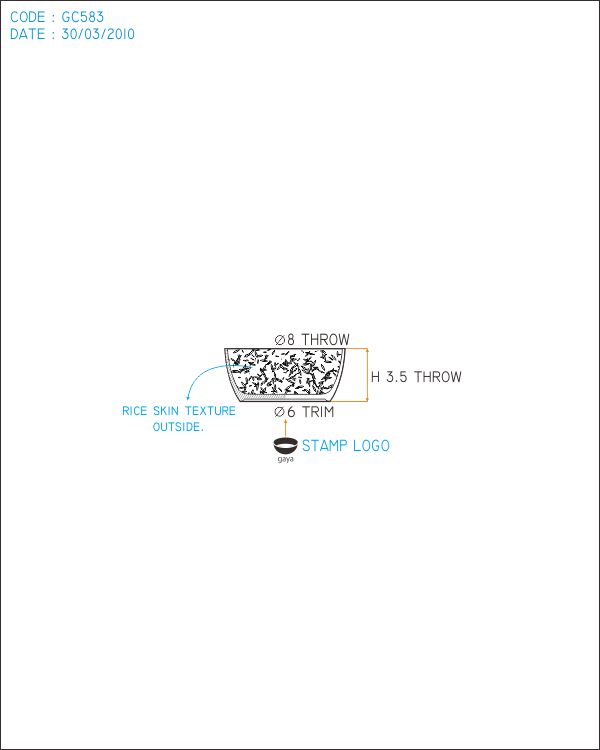 CODE : GC583
DATE : 30/03/2010
∅8 THROW
H 3.5 THROW
RICE SKIN TEXTURE
OUTSIDE.
∅6 TRIM
STAMP LOGO
gaya